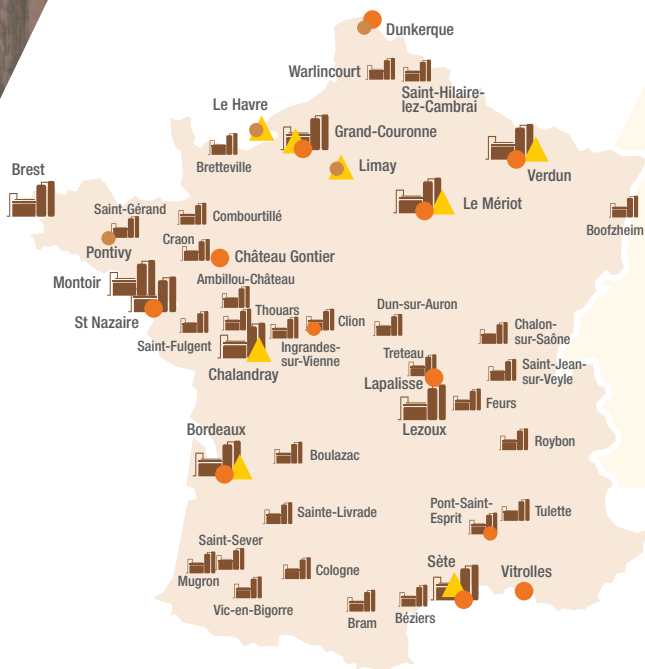 Dunkerque
Warlincourt
Saint-Hilaire-
lez-Cambrai
Le Havre
Grand-Couronne
Bretteville
Limay
Verdun
Brest
Le Mériot
Saint-Gérand
Combourtillé
Boofzheim
Pontivy
Craon
Château Gontier
Montoir
Ambillou-Château
St Nazaire
Thouars
Clion
Dun-sur-Auron
Chalon-
sur-Saône
Saint-Fulgent
Ingrandes-
sur-Vienne
Treteau
Saint-Jean-
sur-Veyle
Chalandray
Lapalisse
Feurs
Lezoux
Bordeaux
Roybon
Boulazac
Sainte-Livrade
Pont-Saint-
Esprit
Tulette
Saint-Sever
Cologne
Sète
Vitrolles
Mugron
Vic-en-Bigorre
Bram
Béziers